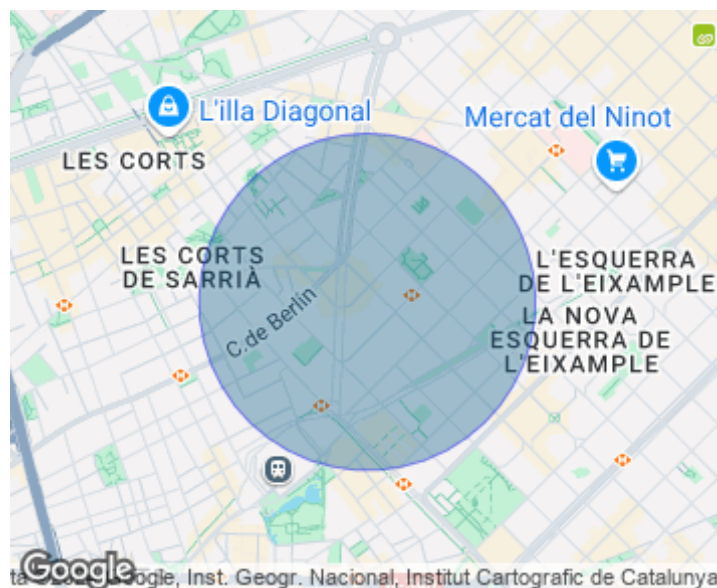 L'illa Diagonal
Mercat del Ninot
LES CORTS
LES CORTS
DE SARRIÀ
L'ESQUERRA
DE L'EIXAMPLE
LA NOVA
ESQUERRA DE
L'EIXAMPLE
C. de Berlín
Google
Google, Inst. Geogr. Nacional, Institut Cartografic de Catalunya